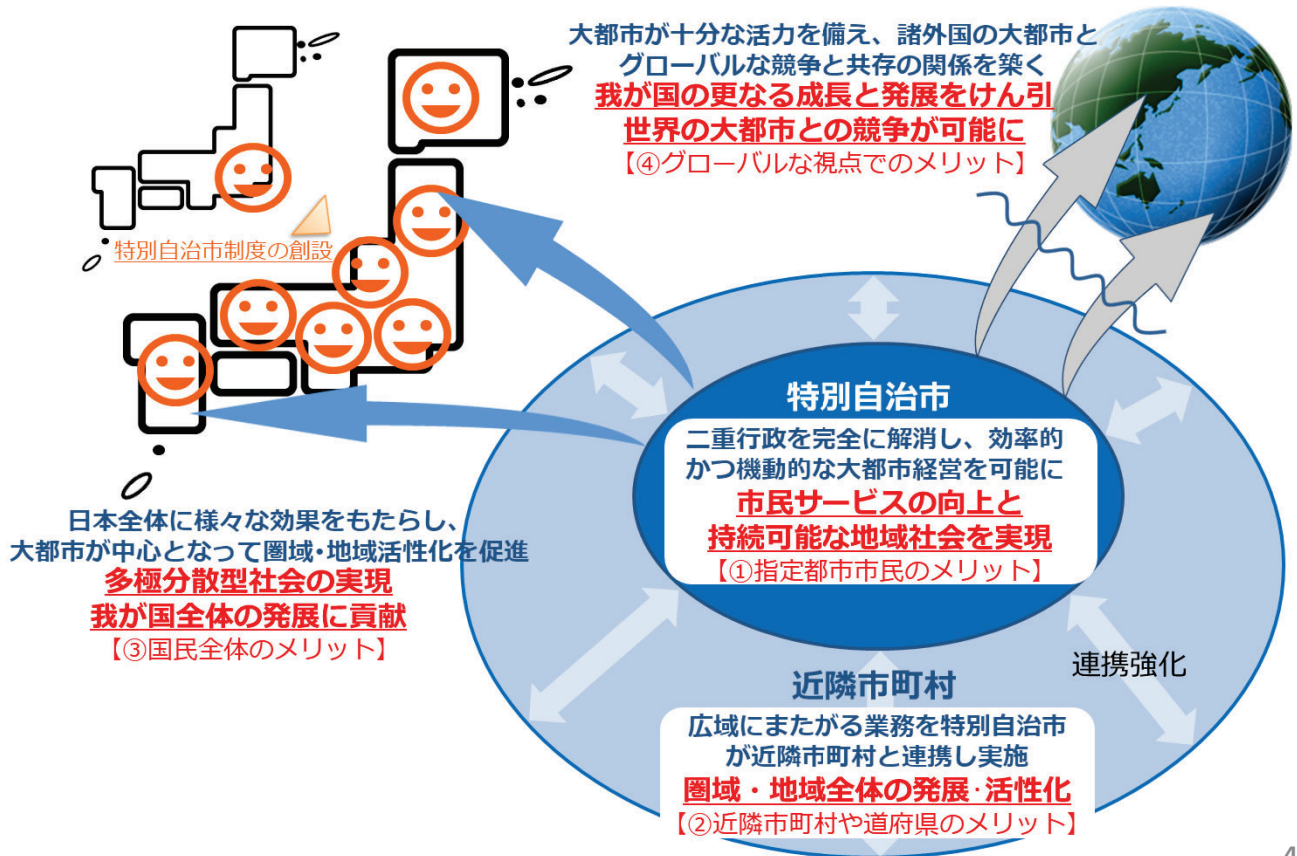 大都市が十分な活力を備え、諸外国の大都市と
グローバルな競争と共存の関係を築く
我が国の更なる成長と発展をけん引
世界の大都市との競争が可能に
【④グローバルな視点でのメリット】
特別自治市制度の創設
特別自治市
二重行政を完全に解消し、効率的
かつ機動的な大都市経営を可能に
市民サービスの向上と
持続可能な地域社会を実現
【①指定都市市民のメリット】
日本全体に様々な効果をもたらし、
大都市が中心となって圏域・地域活性化を促進
多極分散型社会の実現
我が国全体の発展に貢献
【③国民全体のメリット】
連携強化
近隣市町村
広域にまたがる業務を特別自治市
が近隣市町村と連携し実施
圏域・地域全体の発展・活性化
【②近隣市町村や道府県のメリット】